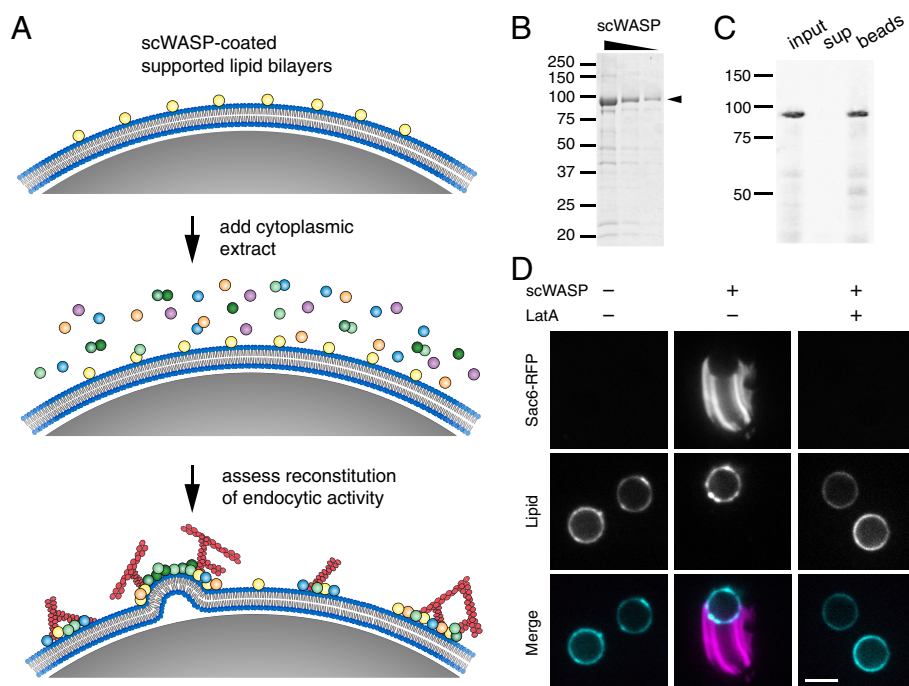 A
scWASP-coated
supported lipid bilayers
add cytoplasmic
extract
assess reconstitution
of endocytic activity
B
scWASP
250
150
100
75
50
37
25
20
C
input
sup
beads
150
100
75
50
D
scWASP – + +
LatA – – +
Sac6-RFP
Lipid
Merge